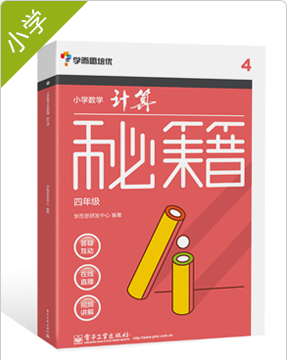 小学
学而思培优
4
小学数学 计算
秘籍
四年级
学而思研发中心 编著
答疑
互动
在线
直播
视频
讲解
电子工业出版社